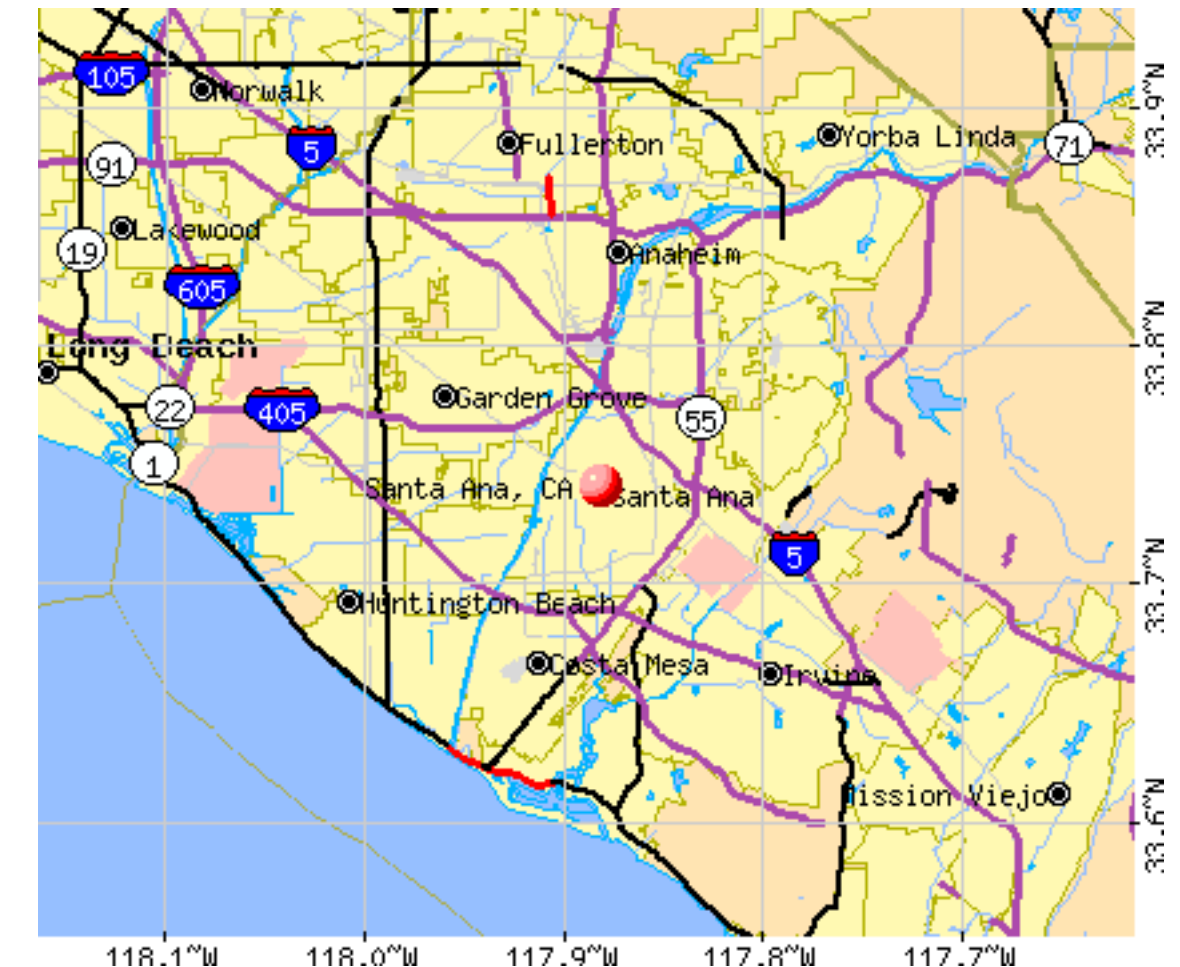 105
Norwalk
33.9~N
5
Fullerton
Yorba Linda
71
91
Lakewood
19
Anaheim
605
Long Beach
33.8~N
22
405
Garden Grove
55
1
Santa Ana, CA
Santa Ana
5
33.7~N
Huntington Beach
Costa Mesa
Irvine
Mission Viejo
33.6~N
118.1~W
118.0~W
117.9~W
117.8~W
117.7~W